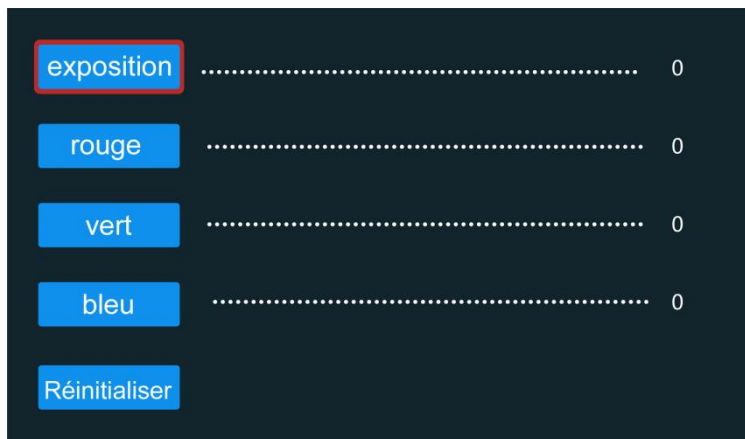 exposition ........................................................ 0
rouge ........................................................ 0
vert ........................................................ 0
bleu ........................................................ 0
Réinitialiser